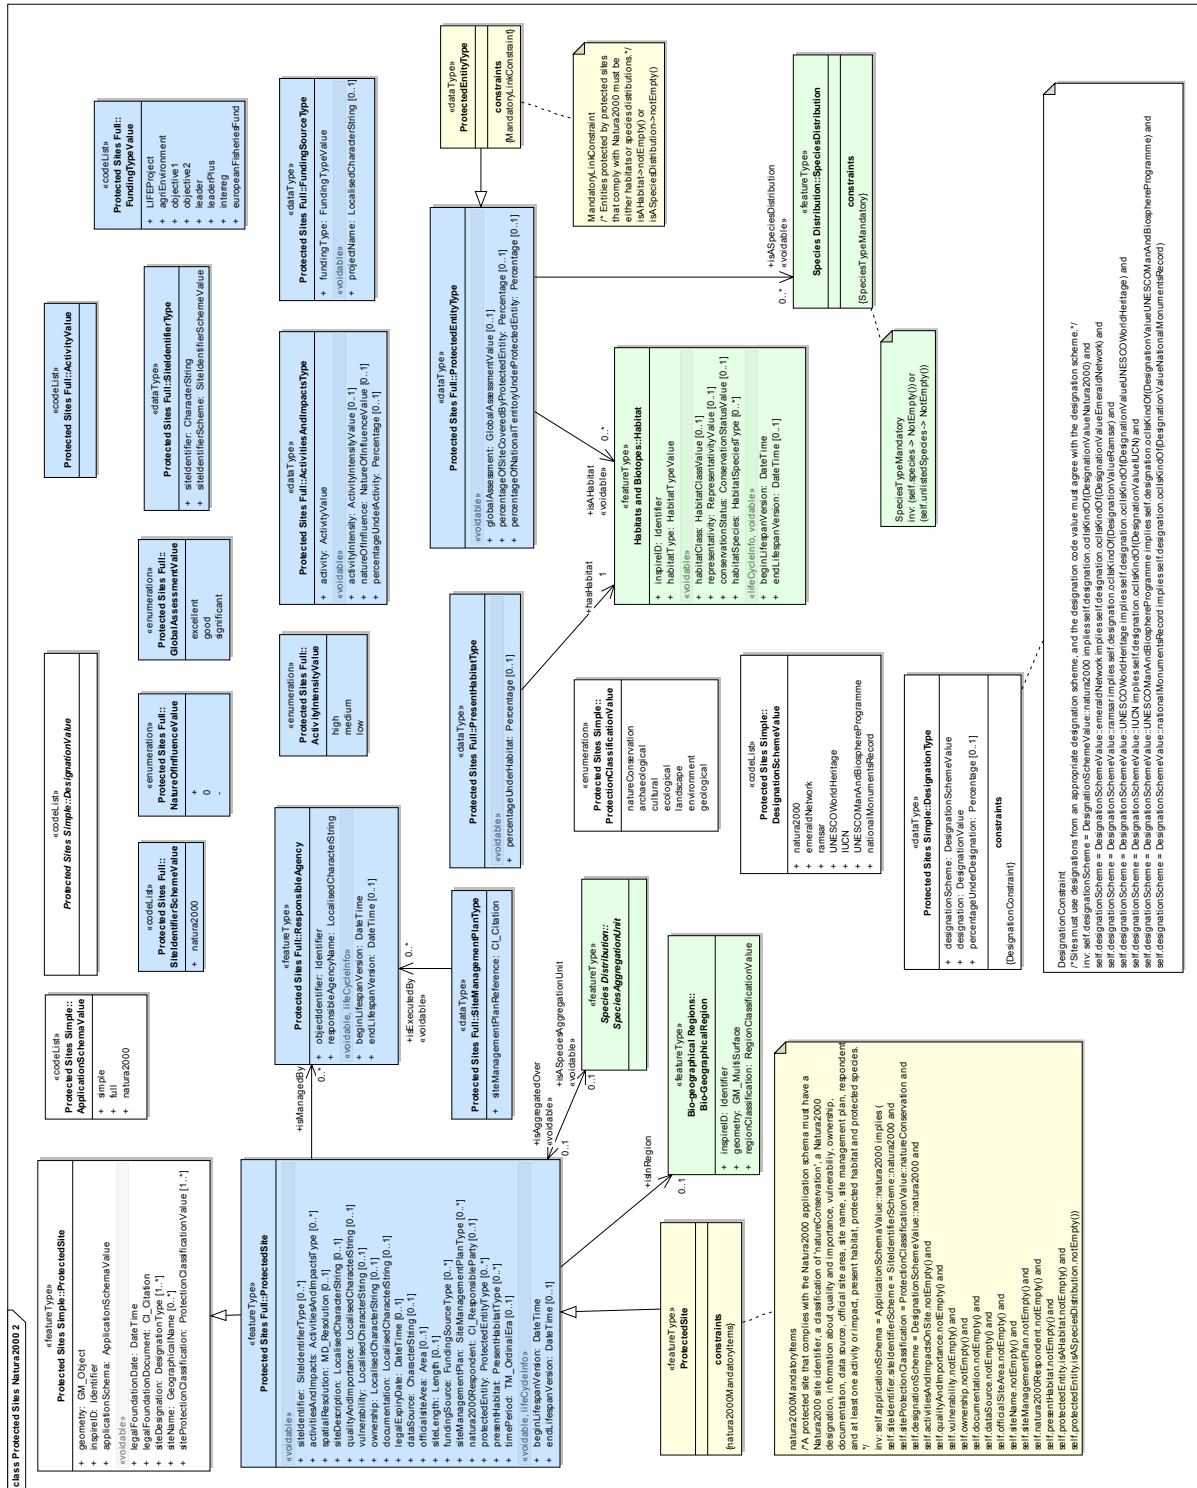 class Protected Sites Natura2000 2
«featureType»
Protected Sites Simple::ProtectedSite
+ geometry: GM_Object
+ inspireID: Identifier
+ applicationSchema: ApplicationSchemaValue
«voidable»
+ legalFoundationDate: DateTime
+ legalFoundationDocument: CI_Citation
+ siteDesignation: DesignationType [1..*]
+ siteName: GeographicalName [0..*]
+ siteProtectionClassification: ProtectionClassificationValue [1..*]
«codeList»
Protected Sites Simple::
ApplicationSchemaValue
+ simple
+ full
+ natura2000
«codeList»
Protected Sites Simple::DesignationValue
«codeList»
Protected Sites Full::ActivityValue
«codeList»
Protected Sites Full::
FundingTypeValue
+ LIFEProject
+ agriEnvironment
+ objective1
+ objective2
+ leader
+ leaderPlus
+ interreg
+ europeanFisheriesFund
«codeList»
Protected Sites Full::
SiteIdentifierSchemeValue
+ natura2000
«enumeration»
Protected Sites Full::
NatureOfInfluenceValue
+
0
-
«enumeration»
Protected Sites Full::
GlobalAssessmentValue
excellent
good
significant
«dataType»
Protected Sites Full::SiteIdentifierType
+ siteIdentifier: CharacterString
+ siteIdentifierScheme: SiteIdentifierSchemeValue
«featureType»
Protected Sites Full::ProtectedSite
«voidable»
+ siteIdentifier: SiteIdentifierType [0..*]
+ activitiesAndImpacts: ActivitiesAndImpactsType [0..*]
+ spatialResolution: MD_Resolution [0..1]
+ siteDescription: LocalisedCharacterString [0..1]
+ qualityAndImportance: LocalisedCharacterString [0..1]
+ vulnerability: LocalisedCharacterString [0..1]
+ ownership: LocalisedCharacterString [0..1]
+ documentation: LocalisedCharacterString [0..1]
+ legalExpiryDate: DateTime [0..1]
+ dataSource: CharacterString [0..1]
+ officialSiteArea: Area [0..1]
+ siteLength: Length [0..1]
+ fundingSource: FundingSourceType [0..*]
+ siteManagementPlan: SiteManagementPlanType [0..*]
+ natura2000Respondent: CI_ResponsibleParty [0..1]
+ protectedEntity: ProtectedEntityType [0..*]
+ presentHabitat: PresentHabitatType [0..*]
+ timePeriod: TM_OrdinalEra [0..1]
«voidable, lifeCycleInfo»
+ beginLifespanVersion: DateTime
+ endLifespanVersion: DateTime [0..1]
+isManagedBy
0..*
«featureType»
Protected Sites Full::ResponsibleAgency
+ objectIdentifier: Identifier
+ responsibleAgencyName: LocalisedCharacterString
«voidable, lifeCycleInfo»
+ beginLifespanVersion: DateTime
+ endLifespanVersion: DateTime [0..1]
+isExecutedBy
«voidable»
0..*
«dataType»
Protected Sites Full::SiteManagementPlanType
+ siteManagementPlanReference: CI_Citation
«enumeration»
Protected Sites Full::
ActivityIntensityValue
high
medium
low
«dataType»
Protected Sites Full::ActivitiesAndImpactsType
+ activity: ActivityValue
«voidable»
+ activityIntensity: ActivityIntensityValue [0..1]
+ natureOfInfluence: NatureOfInfluenceValue [0..1]
+ percentageUnderActivity: Percentage [0..1]
«dataType»
Protected Sites Full::FundingSourceType
+ fundingType: FundingTypeValue
«voidable»
+ projectName: LocalisedCharacterString [0..1]
«dataType»
Protected Sites Full::PresentHabitatType
«voidable»
+ percentageUnderHabitat: Percentage [0..1]
+hasHabitat
1
«dataType»
Protected Sites Full::ProtectedEntityType
«voidable»
+ globalAssessment: GlobalAssessmentValue [0..1]
+ percentageOfSiteCoveredByProtectedEntity: Percentage [0..1]
+ percentageOfNationalTerritoryUnderProtectedEntity: Percentage [0..1]
«dataType»
ProtectedEntityType
constraints
{MandatoryLinkConstraint}
+isAggregatedOver
«voidable»
0..1
+isASpeciesAggregationUnit
«voidable»
0..1
«featureType»
Species Distribution::
SpeciesAggregationUnit
+isInRegion
0..1
«featureType»
Bio-geographical Regions::
Bio-GeographicalRegion
+ inspireID: Identifier
+ geometry: GM_MultiSurface
+ regionClassification: RegionClassificationValue
+isAHabitat
«voidable»
0..*
«featureType»
Habitats and Biotopes::Habitat
+ inspireID: Identifier
+ habitatType: HabitatTypeValue
«voidable»
+ habitatClass: HabitatClassValue [0..1]
+ representativity: RepresentativityValue [0..1]
+ conservationStatus: ConservationStatusValue [0..1]
+ habitatSpecies: HabitatSpeciesType [0..*]
«lifeCycleInfo, voidable»
+ beginLifespanVersion: DateTime
+ endLifespanVersion: DateTime [0..1]
MandatoryLinkConstraint
/* Entities protected by protected sites
that comply with Natura2000 must be
either habitats or species distributions.*/
isAHabitat->notEmpty() or
isASpeciesDistribution->notEmpty()
+isASpeciesDistribution
«voidable»
0..*
«featureType»
Species Distribution::SpeciesDistribution
constraints
{SpeciesTypeMandatory}
SpeciesTypeMandatory
inv: (self.species -> NotEmpty()) or
(self.unlistedSpecies -> NotEmpty)
«enumeration»
Protected Sites Simple::
ProtectionClassificationValue
natureConservation
archaeological
cultural
ecological
landscape
environment
geological
«codeList»
Protected Sites Simple::
DesignationSchemeValue
+ natura2000
+ emeraldNetwork
+ ramsar
+ UNESCOWorldHeritage
+ IUCN
+ UNESCOManAndBiosphereProgramme
+ nationalMonumentsRecord
«dataType»
Protected Sites Simple::DesignationType
+ designationScheme: DesignationSchemeValue
+ designation: DesignationValue
+ percentageUnderDesignation: Percentage [0..1]
constraints
{DesignationConstraint}
«featureType»
ProtectedSite
constraints
{natura2000MandatoryItems}
natura2000MandatoryItems
/*A protected site that complies with the Natura2000 application schema must have a
Natura2000 site identifier, a classification of 'natureConservation', a Natura2000
designation, information about quality and importance, vulnerability, ownership,
documentation, data source, official site area, site name, site management plan, respondent
and at least one activity or impact, present habitat, protected habitat and protected species.
*/
inv: self.applicationSchema = ApplicationSchemaValue::natura2000 implies (
self.siteIdentifier.siteIdentifierScheme = SiteIdentifierScheme::natura2000 and
self.siteProtectionClassification = ProtectionClassificationValue::natureConservation and
self.designationScheme = DesignationSchemeValue::natura2000 and
self.activitiesAndImpactsOnSite.notEmpty() and
self.qualityAndImportance.notEmpty() and
self.vulnerability.notEmpty() and
self.ownership.notEmpty() and
self.documentation.notEmpty() and
self.dataSource.notEmpty() and
self.officialSiteArea.notEmpty() and
self.siteName.notEmpty() and
self.siteManagementPlan.notEmpty() and
self.natura2000Respondent.notEmpty() and
self.presentHabitat.notEmpty() and
self.protectedEntity.isAHabitat.notEmpty() and
self.protectedEntity.isASpeciesDistribution.notEmpty())
DesignationConstraint
/*Sites must use designations from an appropriate designation scheme, and the designation code value must agree with the designation scheme.*/
inv: self.designationScheme = DesignationSchemeValue::natura2000 implies self.designation.oclIsKindOf(DesignationValueNatura2000) and
self.designationScheme = DesignationSchemeValue::emeraldNetwork implies self.designation.oclIsKindOf(DesignationValueEmeraldNetwork) and
self.designationScheme = DesignationSchemeValue::ramsar implies self.designation.oclIsKindOf(DesignationValueRamsar) and
self.designationScheme = DesignationSchemeValue::UNESCOWorldHeritage implies self.designation.oclIsKindOf(DesignationValueUNESCOWorldHeritage) and
self.designationScheme = DesignationSchemeValue::IUCN implies self.designation.oclIsKindOf(DesignationValueIUCN) and
self.designationScheme = DesignationSchemeValue::UNESCOManAndBiosphereProgramme implies self.designation.oclIsKindOf(DesignationValueUNESCOManAndBiosphereProgramme) and
self.designationScheme = DesignationSchemeValue::nationalMonumentsRecord implies self.designation.oclIsKindOf(DesignationValueNationalMonumentsRecord)